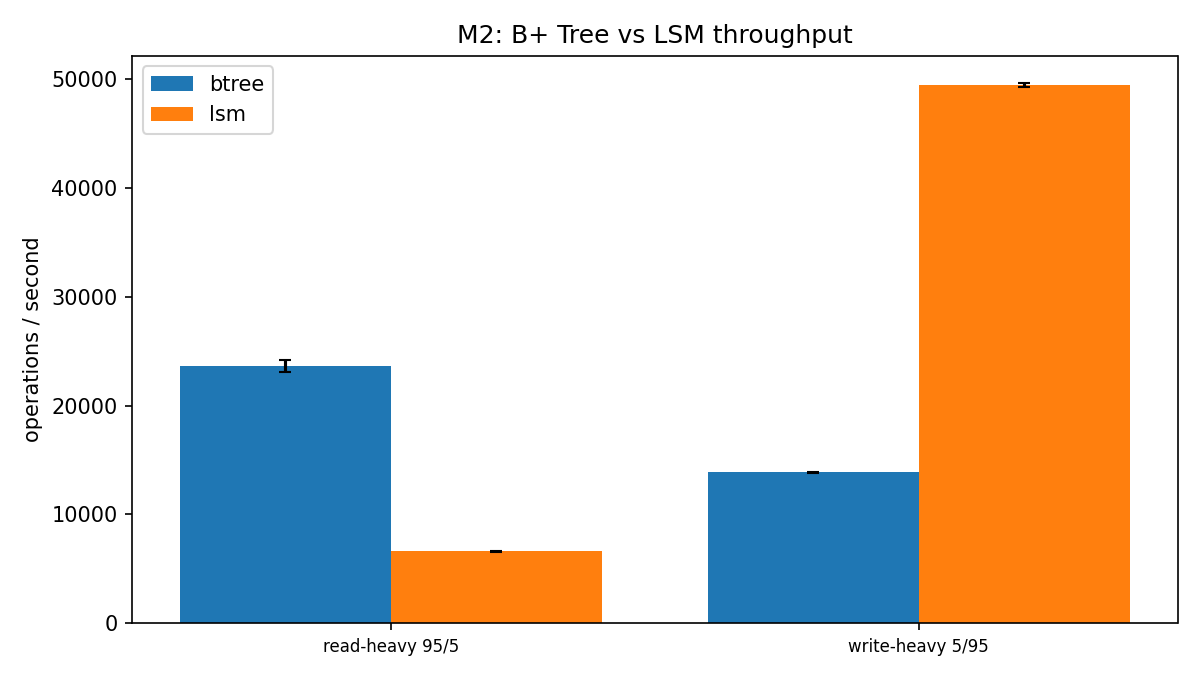 M2: B+ Tree vs LSM throughput
btree
lsm
operations / second
50000
40000
30000
20000
10000
0
read-heavy 95/5
write-heavy 5/95